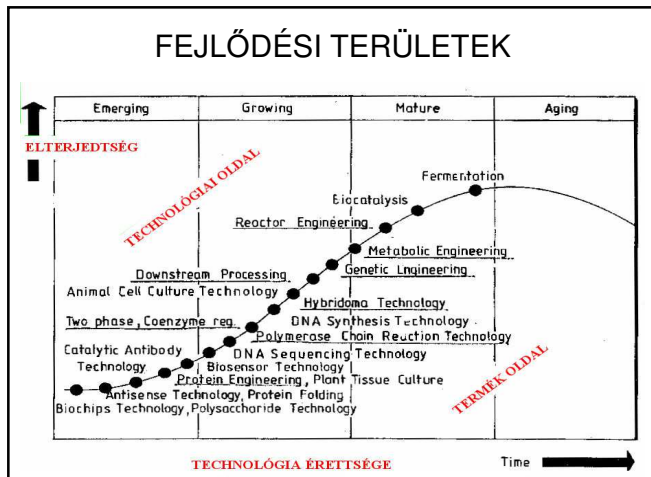 FEJLŐDÉSI TERÜLETEK
Emerging Growing Mature Aging
ELTERJEDTSÉG
TECHNOLÓGIAI OLDAL
Fermentation
Biocatalysis
Reactor Engineering
Metabolic Engineering
Downstream Processing
Genetic Engineering
Animal Cell Culture Technology
Hybridoma Technology
Two phase, Coenzyme reg.
DNA Synthesis Technology
Polymerase Chain Reaction Technology
Catalytic Antibody
Technology
DNA Sequencing Technology
Biosensor Technology
Protein Engineering, Plant Tissue Culture
Antisense Technology, Protein Folding
Biochips Technology, Polysaccharide Technology
TERMÉK OLDAL
TECHNOLÓGIA ÉRETTSÉGE
Time